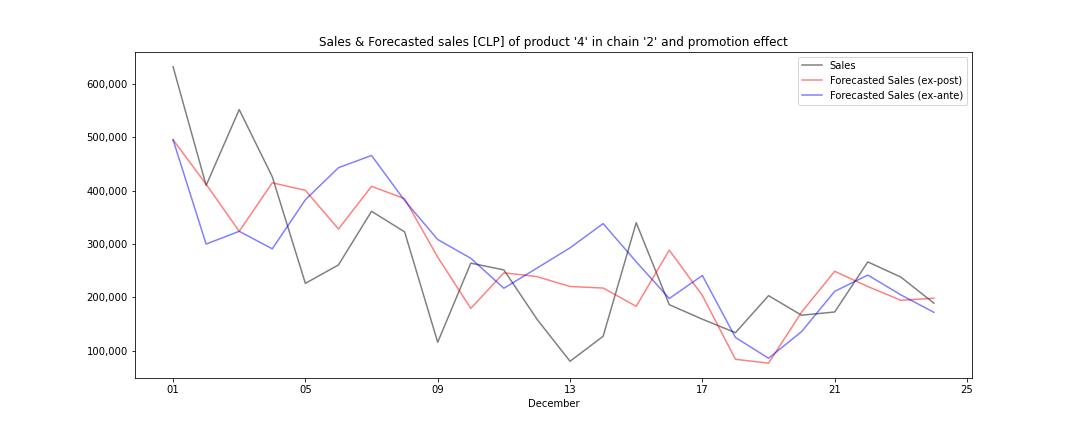 Sales & Forecasted sales [CLP] of product '4' in chain '2' and promotion effect
Sales
Forecasted Sales (ex-post)
Forecasted Sales (ex-ante)
600,000
500,000
400,000
300,000
200,000
100,000
01 05 09 13 17 21 25
December